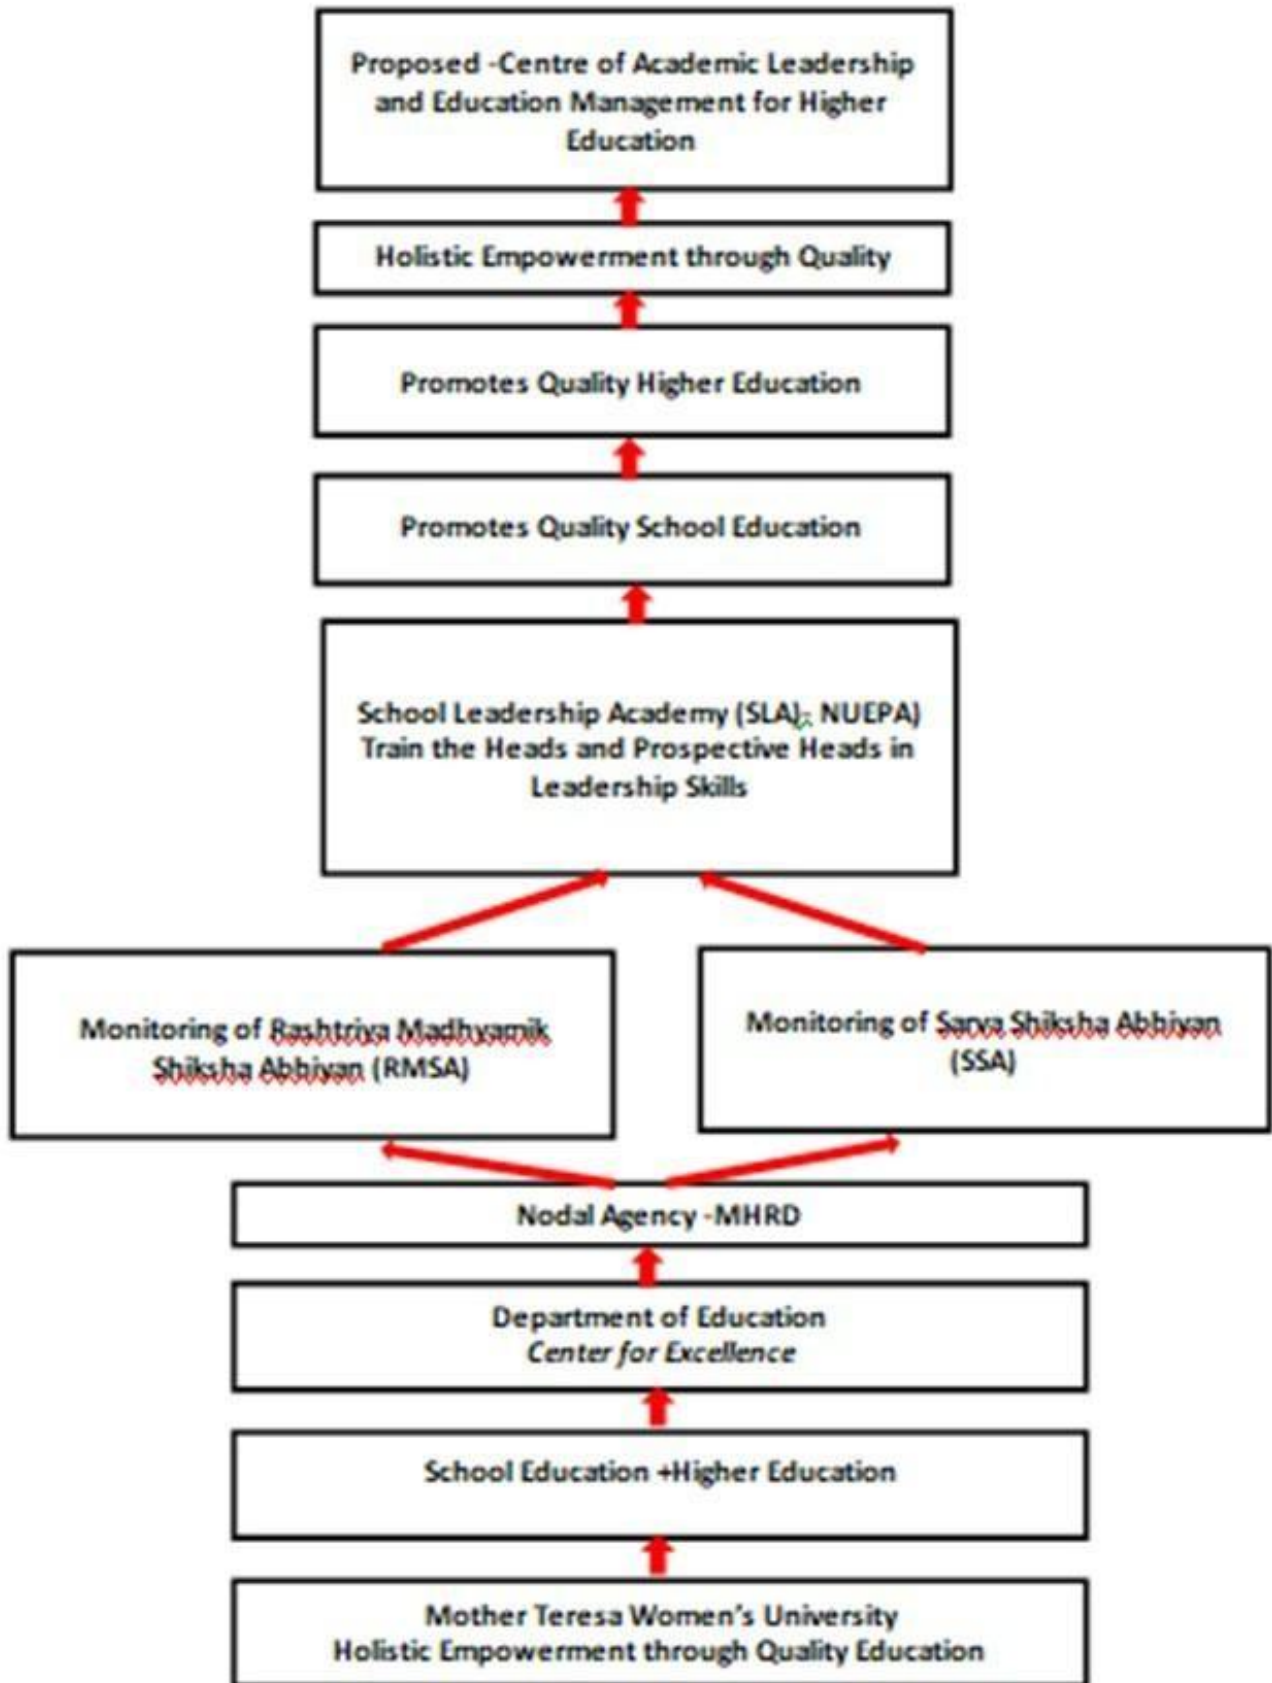 Proposed -Centre of Academic Leadership
and Education Management for Higher
Education
Holistic Empowerment through Quality
Promotes Quality Higher Education
Promotes Quality School Education
School Leadership Academy (SLA)- NUEPA)
Train the Heads and Prospective Heads in
Leadership Skills
Monitoring of Rashtriya Madhyamik
Shiksha Abhiyan (RMSA)
Monitoring of Sarva Shiksha Abhiyan
(SSA)
Nodal Agency -MHRD
Department of Education
Center for Excellence
School Education +Higher Education
Mother Teresa Women's University
Holistic Empowerment through Quality Education